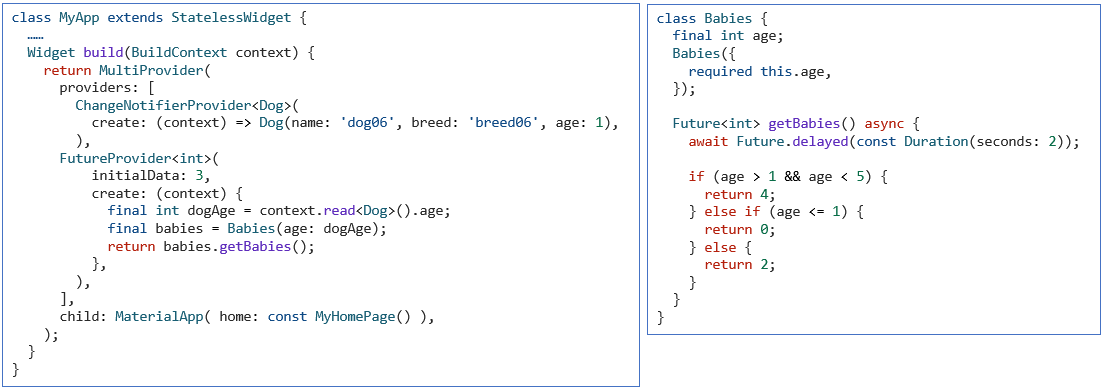 class MyApp extends StatelessWidget {
  ……
  Widget build(BuildContext context) {
    return MultiProvider(
      providers: [
        ChangeNotifierProvider<Dog>(
          create: (context) => Dog(name: 'dog06', breed: 'breed06', age: 1),
        ),
      FutureProvider<int>(
          initialData: 3,
          create: (context) {
            final int dogAge = context.read<Dog>().age;
            final babies = Babies(age: dogAge);
            return babies.getBabies();
          },
        ),
      ],
      child: MaterialApp( home: const MyHomePage() ),
    );
  }
}
class Babies {
  final int age;
  Babies({
    required this.age,
  });

  Future<int> getBabies() async {
    await Future.delayed(const Duration(seconds: 2));

    if (age > 1 && age < 5) {
      return 4;
    } else if (age <= 1) {
      return 0;
    } else {
      return 2;
    }
  }
}